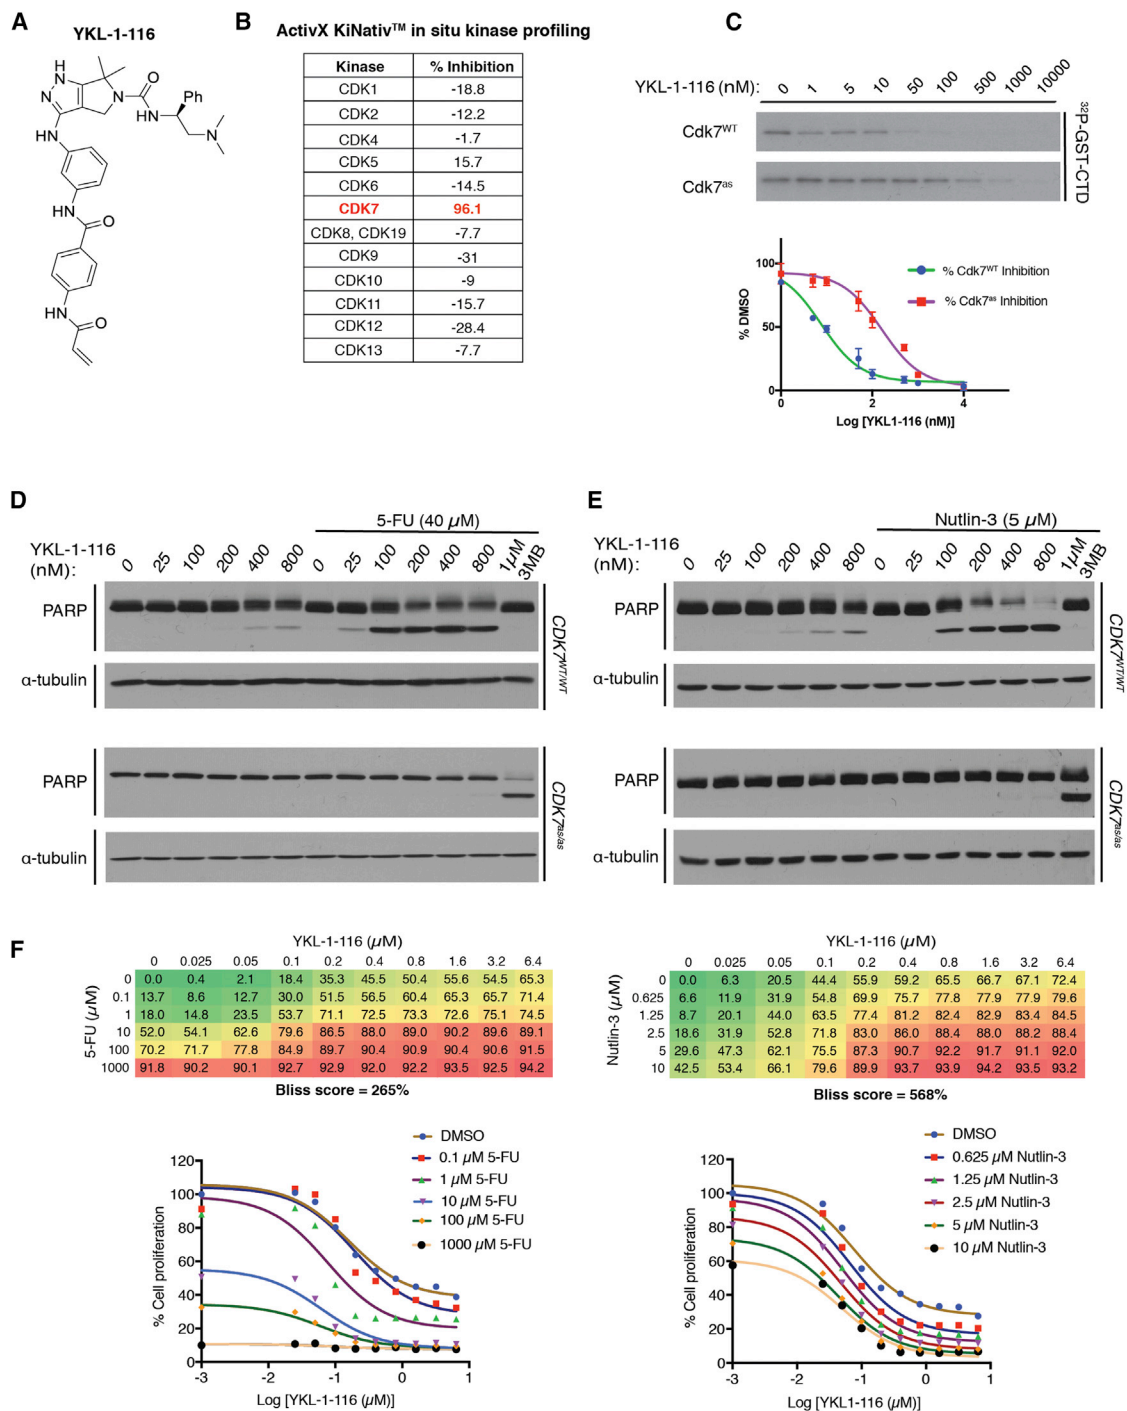 A
YKL-1-116
NH
N
HN
N
O
HN
Ph
N
HN
O
HN
O
B
ActivX KiNativ™ in situ kinase profiling
Kinase % Inhibition
CDK1 -18.8
CDK2 -12.2
CDK4 -1.7
CDK5 15.7
CDK6 -14.5
CDK7 96.1
CDK8, CDK19 -7.7
CDK9 -31
CDK10 -9
CDK11 -15.7
CDK12 -28.4
CDK13 -7.7
C
YKL-1-116 (nM): 0 1 5 10 50 100 500 1000 10000
Cdk7WT
Cdk7as
32P-GST-CTD
100
50
0
% DMSO
0 2 4
Log [YKL1-116 (nM)]
% Cdk7WT Inhibition
% Cdk7as Inhibition
D
5-FU (40 µM)
YKL-1-116 (nM): 0 25 100 200 400 800 0 25 100 200 400 800 1µM 3MB
PARP
α-tubulin
CDK7WT/WT
PARP
α-tubulin
CDK7as/as
E
Nutlin-3 (5 µM)
YKL-1-116 (nM): 0 25 100 200 400 800 0 25 100 200 400 800 1µM 3MB
PARP
α-tubulin
CDK7WT/WT
PARP
α-tubulin
CDK7as/as
F
YKL-1-116 (µM)
0 0.025 0.05 0.1 0.2 0.4 0.8 1.6 3.2 6.4
5-FU (µM)
0 0.0 0.4 2.1 18.4 35.3 45.5 50.4 55.6 54.5 65.3
0.1 13.7 8.6 12.7 30.0 51.5 56.5 60.4 65.3 65.7 71.4
1 18.0 14.8 23.5 53.7 71.1 72.5 73.3 72.6 75.1 74.5
10 52.0 54.1 62.6 79.6 86.5 88.0 89.0 90.2 89.6 89.1
100 70.2 71.7 77.8 84.9 89.7 90.4 90.9 90.4 90.6 91.5
1000 91.8 90.2 90.1 92.7 92.9 92.0 92.2 93.5 92.5 94.2
Bliss score = 265%
YKL-1-116 (µM)
0 0.025 0.05 0.1 0.2 0.4 0.8 1.6 3.2 6.4
Nutlin-3 (µM)
0 0.0 6.3 20.5 44.4 55.9 59.2 65.5 66.7 67.1 72.4
0.625 6.6 11.9 31.9 54.8 69.9 75.7 77.8 77.9 77.9 79.6
1.25 8.7 20.1 44.0 63.5 77.4 81.2 82.4 82.9 83.4 84.5
2.5 18.6 31.9 52.8 71.8 83.0 86.0 88.4 88.0 88.2 88.4
5 29.6 47.3 62.1 75.5 87.3 90.7 92.2 91.7 91.1 92.0
10 42.5 53.4 66.1 79.6 89.9 93.7 93.9 94.2 93.5 93.2
Bliss score = 568%
DMSO
0.1 µM 5-FU
1 µM 5-FU
10 µM 5-FU
100 µM 5-FU
1000 µM 5-FU
120
100
80
60
40
20
0
% Cell proliferation
-3 -2 -1 0 1
Log [YKL-1-116 (µM)]
DMSO
0.625 µM Nutlin-3
1.25 µM Nutlin-3
2.5 µM Nutlin-3
5 µM Nutlin-3
10 µM Nutlin-3
120
100
80
60
40
20
0
% Cell proliferation
-3 -2 -1 0 1
Log [YKL1-116 (µM)]